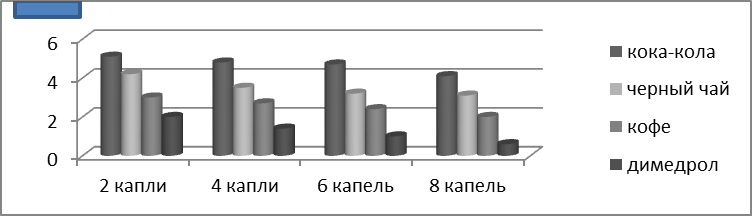 6
4
2
0
2 капли 4 капли 6 капель 8 капель
кока-кола
черный чай
кофе
димедрол